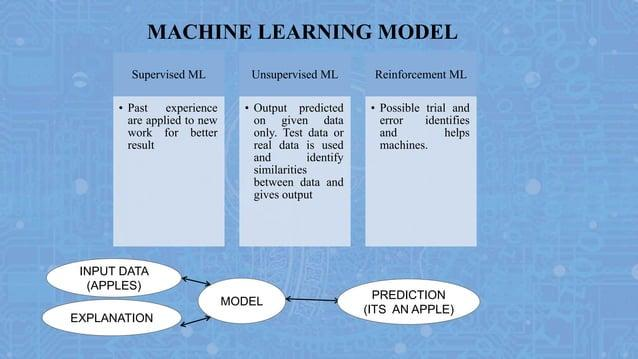 MACHINE LEARNING MODEL
Supervised ML
• Past experience
are applied to new
work for better
result
Unsupervised ML
• Output predicted
on given data
only. Test data or
real data is used
and identify
similarities
between data and
gives output
Reinforcement ML
• Possible trial and
error identifies
and helps
machines.
INPUT DATA
(APPLES)
EXPLANATION
MODEL
PREDICTION
(ITS AN APPLE)